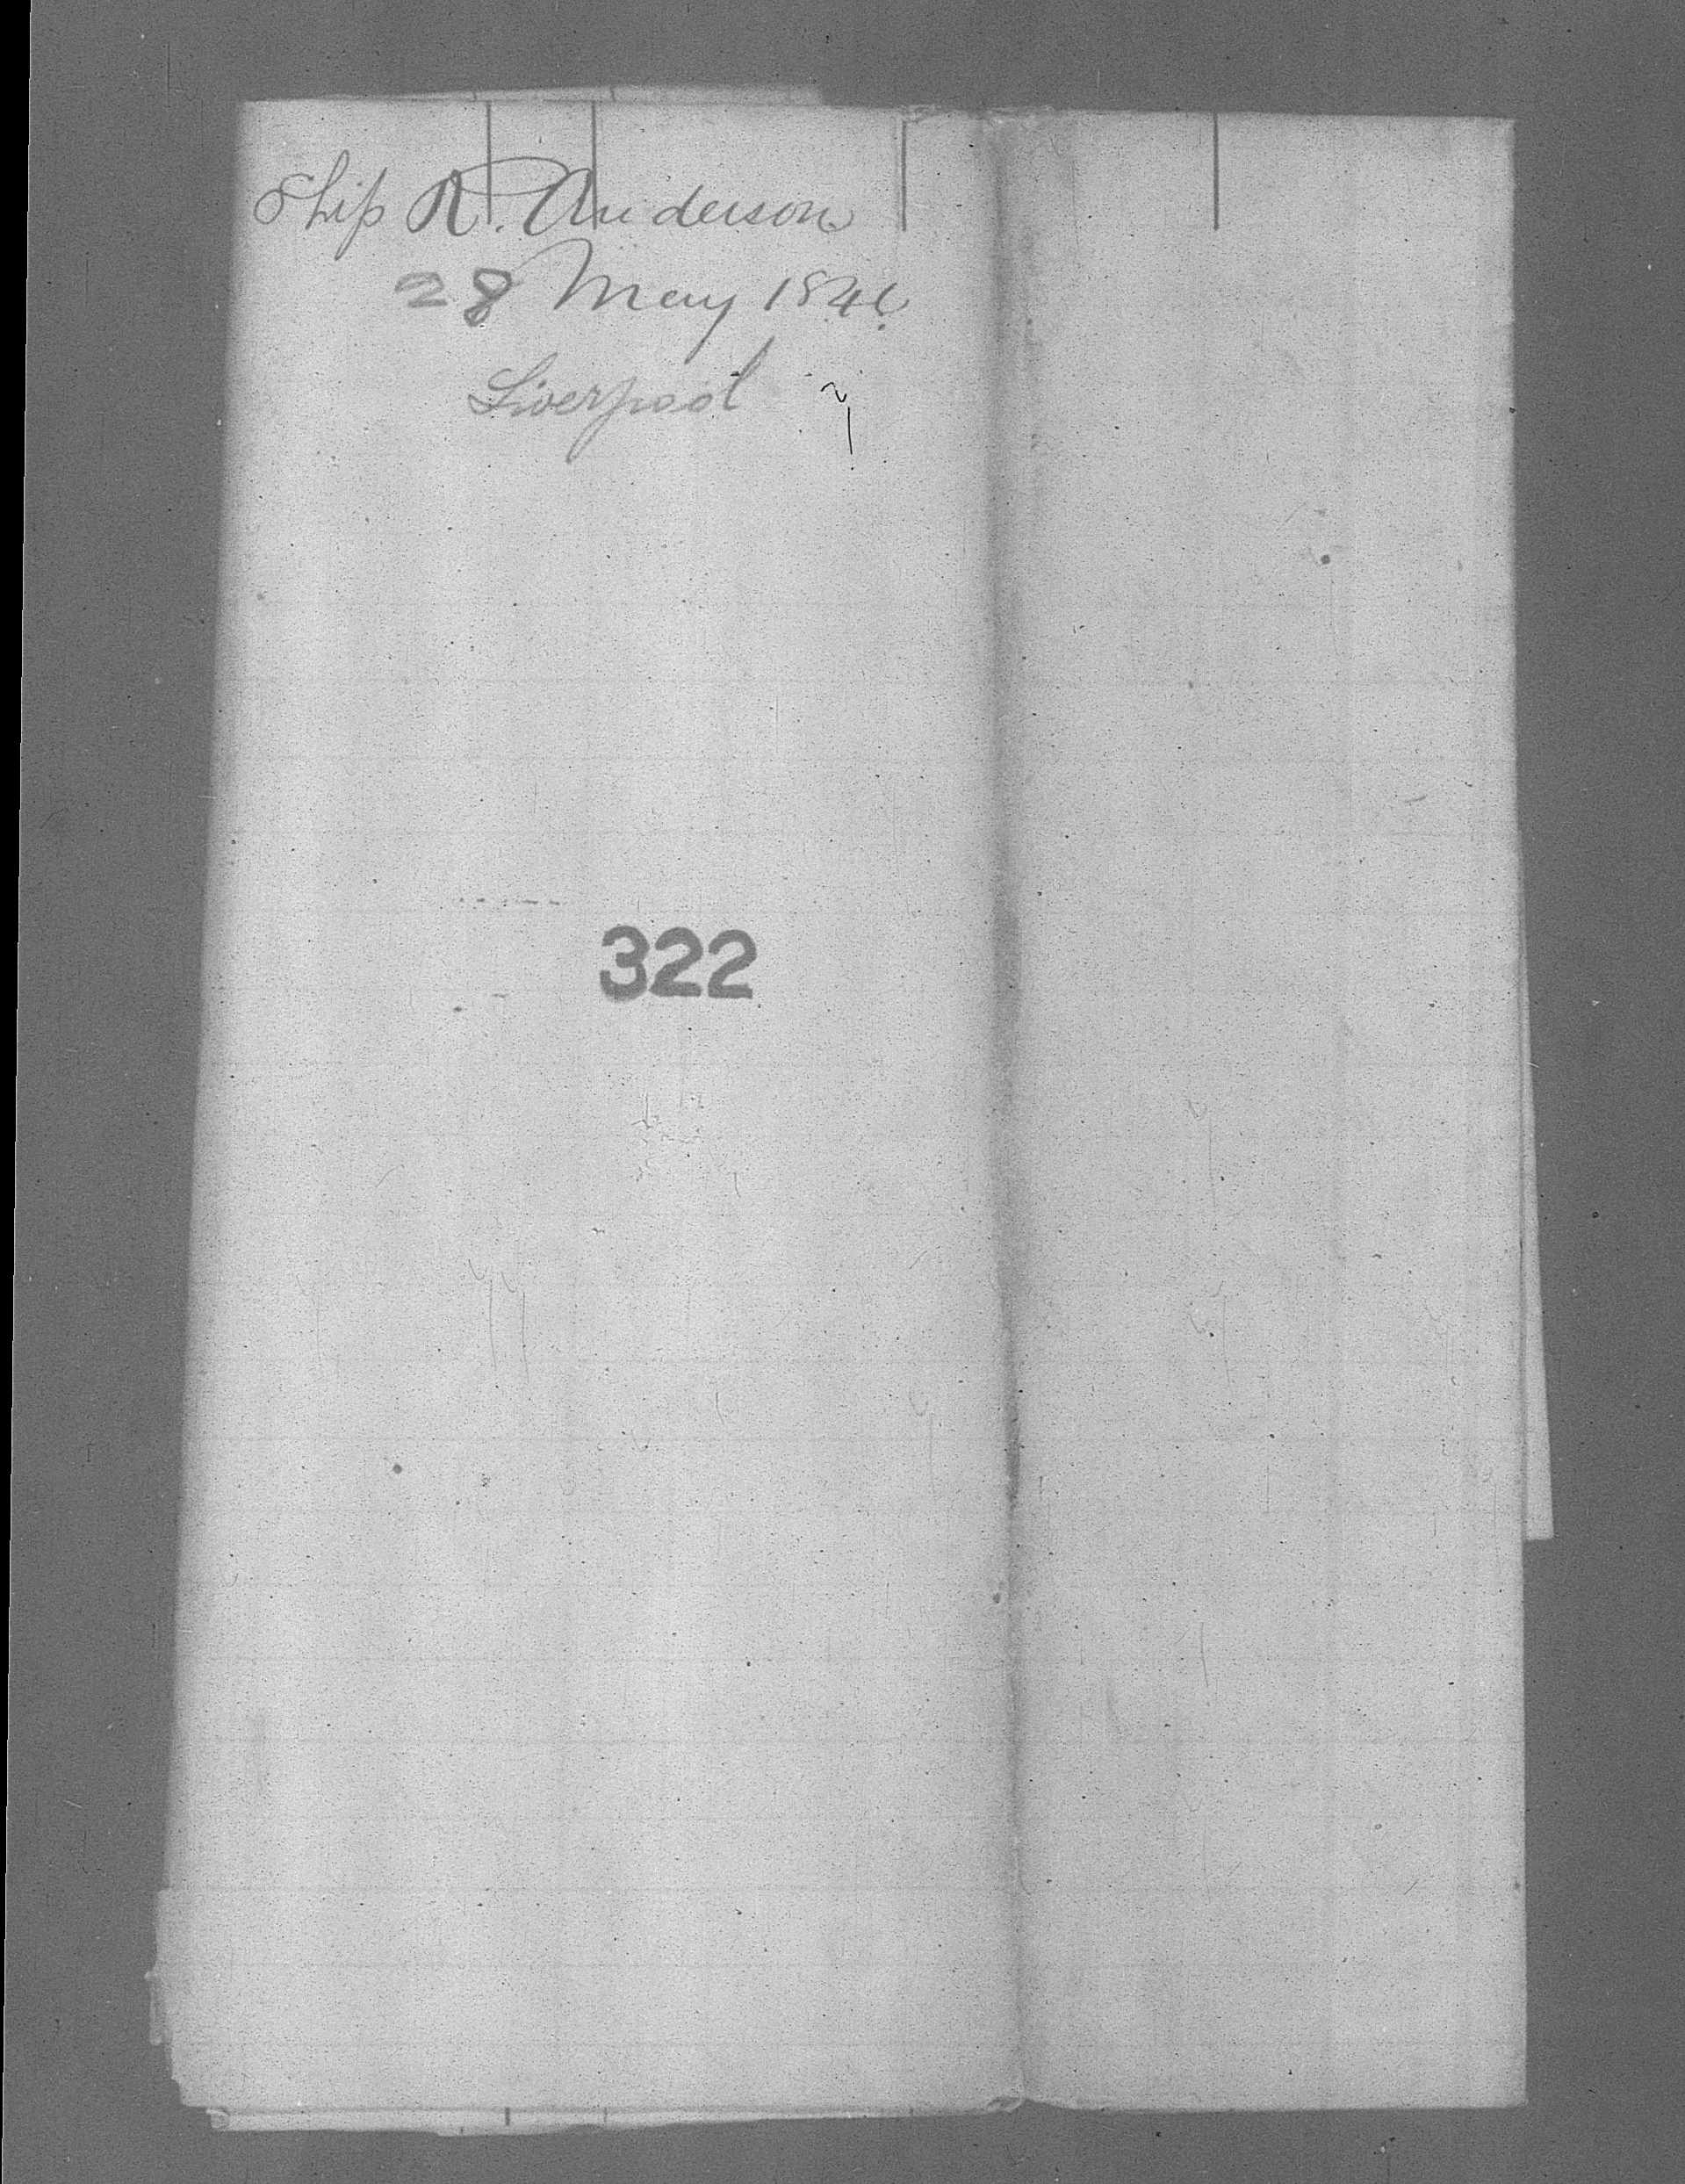 Ship R. Anderson
28 May 1846
Liverpool
322